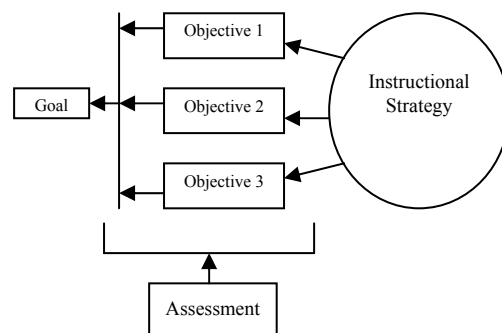 Objective 1
Instructional
Strategy
Goal
Objective 2
Objective 3
Assessment